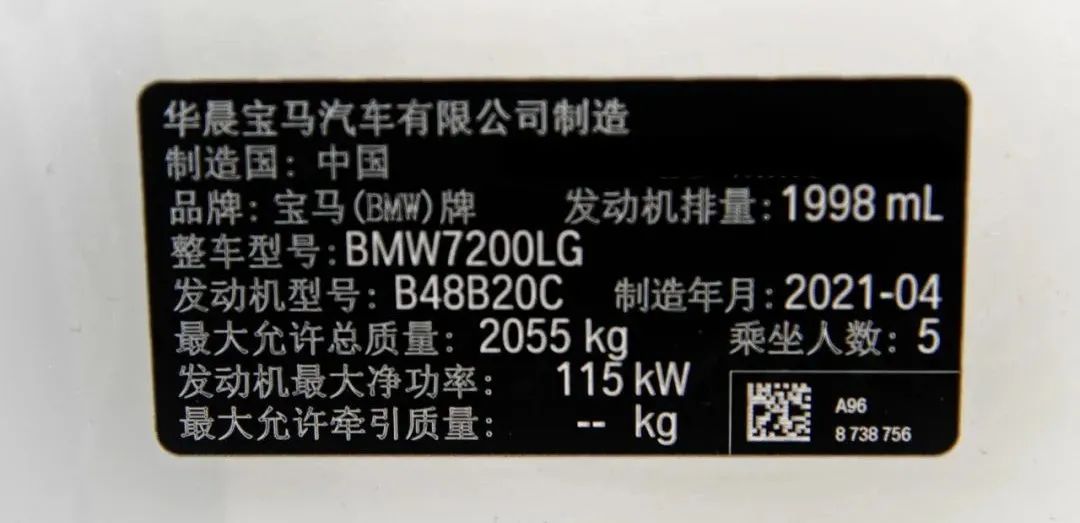 华晨宝马汽车有限公司制造
制造国: 中国
品牌: 宝马(BMW)牌 发动机排量: 1998 mL
整车型号: BMW7200LG
发动机型号: B48B20C 制造年月: 2021-04
最大允许总质量: 2055 kg 乘坐人数: 5
发动机最大净功率: 115 kW
最大允许牵引质量: -- kg
A96
8 738 756